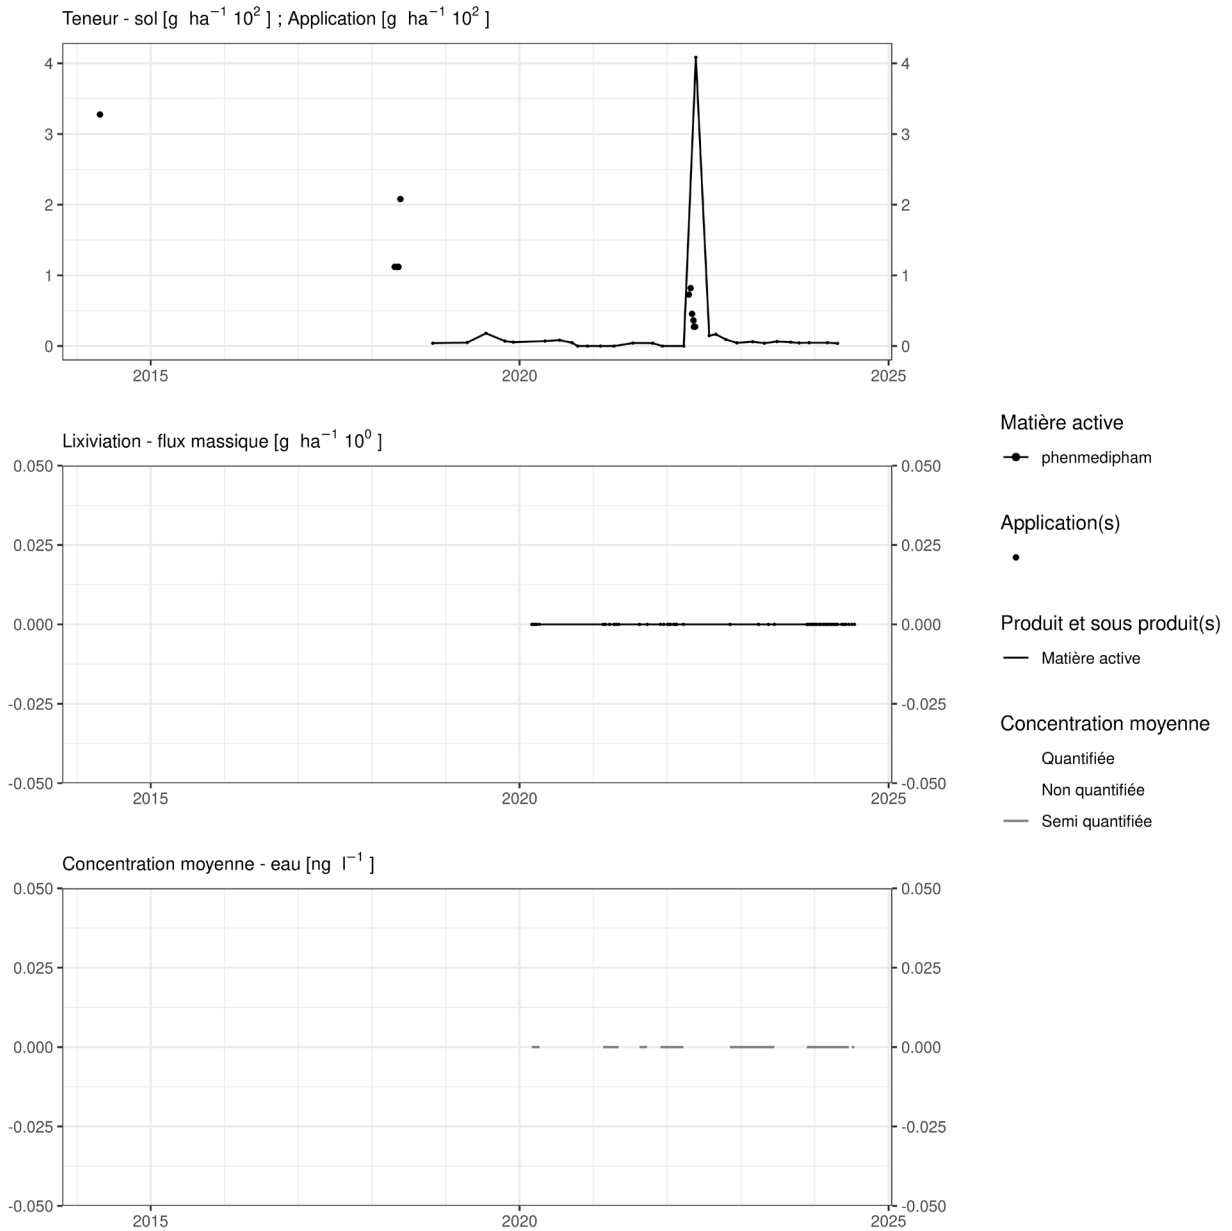 Teneur - sol [g ha⁻¹ 10² ] ; Application [g ha⁻¹ 10² ]
4 4
3 3
2 2
1 1
0 0
2015 2020 2025
Lixiviation - flux massique [g ha⁻¹ 10⁰ ]
0.050 0.050
0.025 0.025
0.000 0.000
-0.025 -0.025
-0.050 -0.050
2015 2020 2025
Concentration moyenne - eau [ng l⁻¹ ]
0.050 0.050
0.025 0.025
0.000 0.000
-0.025 -0.025
-0.050 -0.050
2015 2020 2025
Matière active
phenmedipham
Application(s)
Produit et sous produit(s)
Matière active
Concentration moyenne
Quantifiée
Non quantifiée
Semi quantifiée